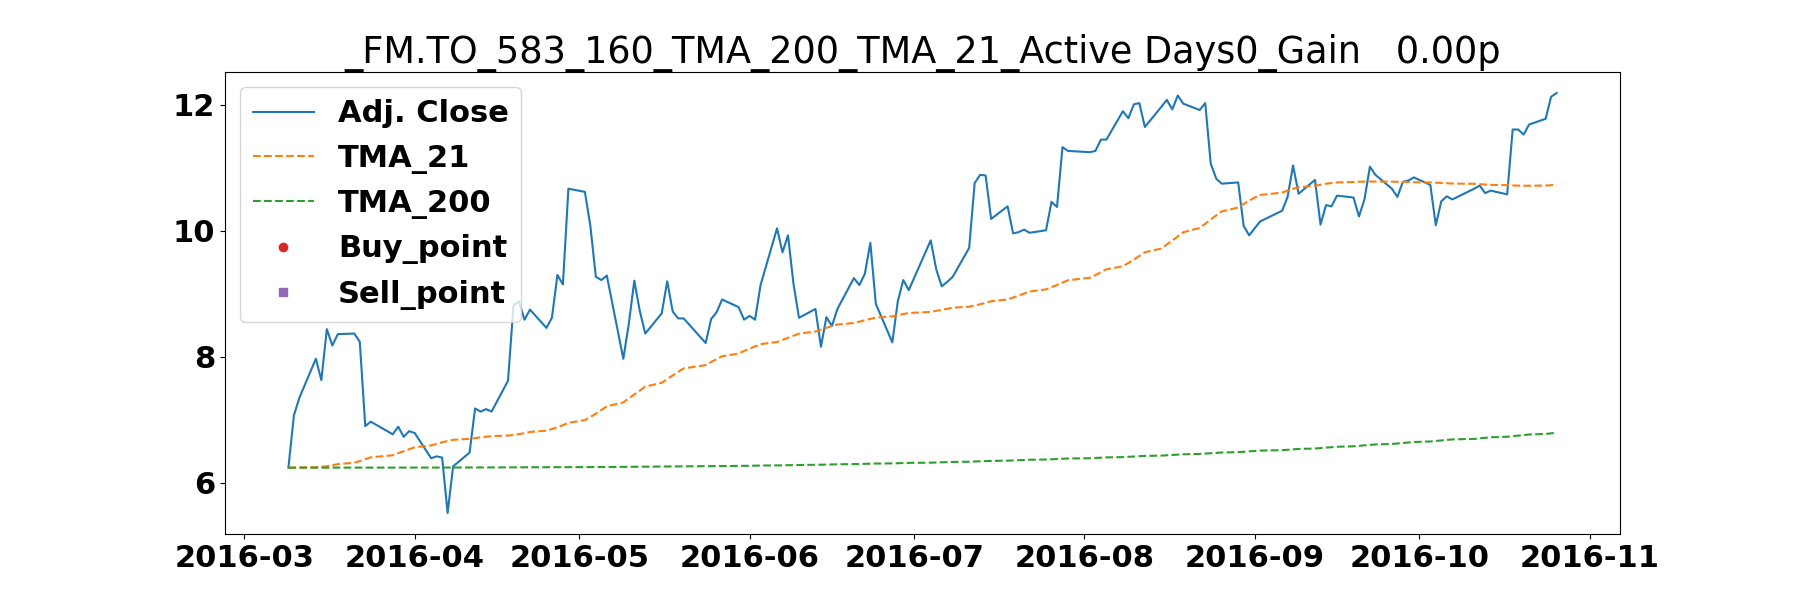 _FM.TO_583_160_TMA_200_TMA_21_Active Days0_Gain   0.00p
12
10
8
6
Adj. Close
TMA_21
TMA_200
Buy_point
Sell_point
2016-03 2016-04 2016-05 2016-06 2016-07 2016-08 2016-09 2016-10 2016-11